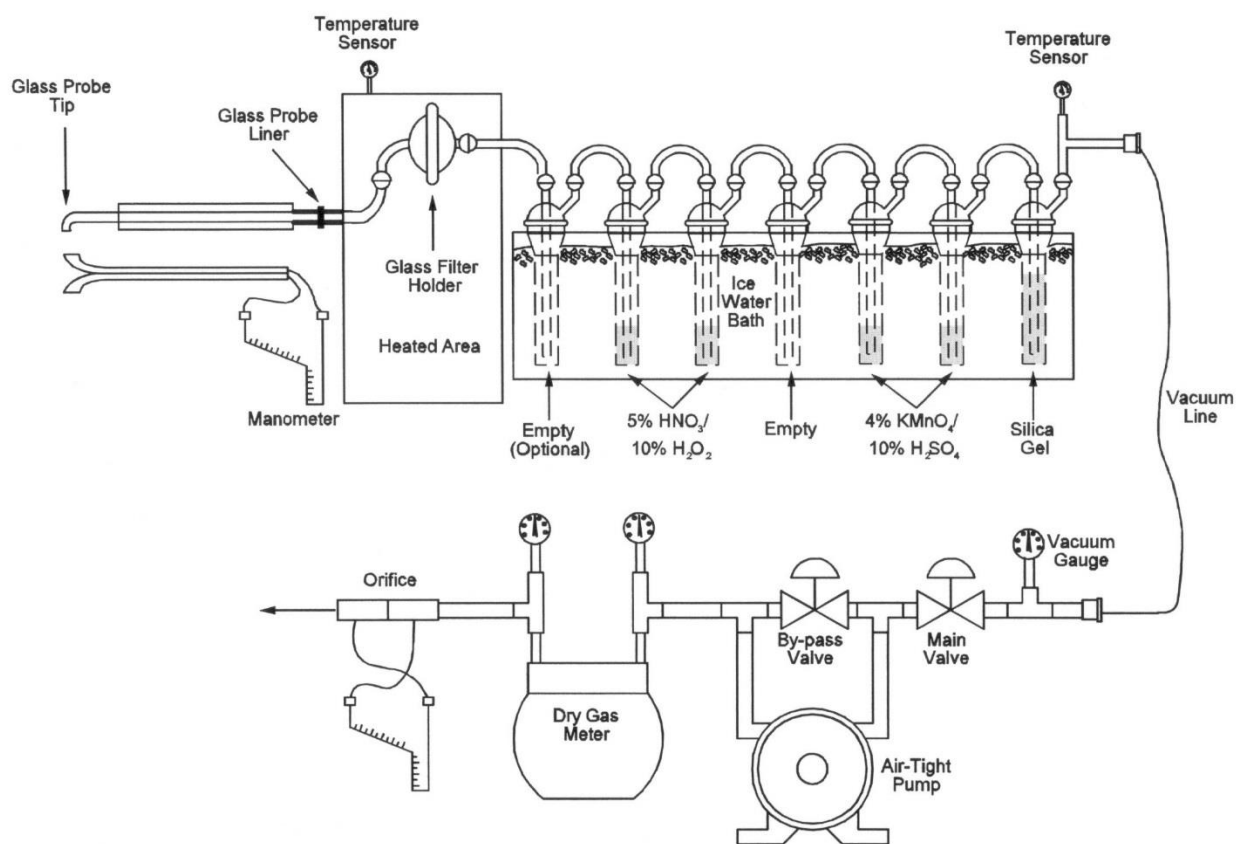 Temperature
Sensor
Temperature
Sensor
Glass Probe
Tip
Glass Probe
Liner
Glass Filter
Holder
Heated Area
Manometer
Ice
Water
Bath
Empty
(Optional)
5% HNO₃/
10% H₂O₂
Empty
4% KMnO₄/
10% H₂SO₄
Silica
Gel
Vacuum
Line
Orifice
Dry Gas
Meter
By-pass
Valve
Main
Valve
Vacuum
Gauge
Air-Tight
Pump